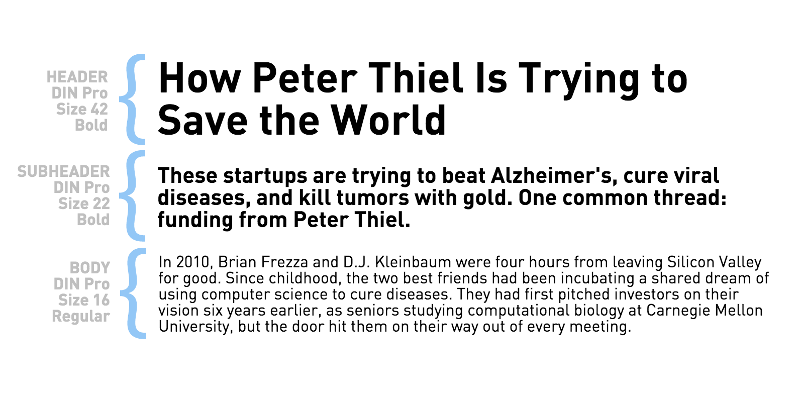 HEADER
DIN Pro
Size 42
Bold
How Peter Thiel Is Trying to
Save the World
SUBHEADER
DIN Pro
Size 22
Bold
These startups are trying to beat Alzheimer's, cure viral
diseases, and kill tumors with gold. One common thread:
funding from Peter Thiel.
BODY
DIN Pro
Size 16
Regular
In 2010, Brian Frezza and D.J. Kleinbaum were four hours from leaving Silicon Valley
for good. Since childhood, the two best friends had been incubating a shared dream of
using computer science to cure diseases. They had first pitched investors on their
vision six years earlier, as seniors studying computational biology at Carnegie Mellon
University, but the door hit them on their way out of every meeting.